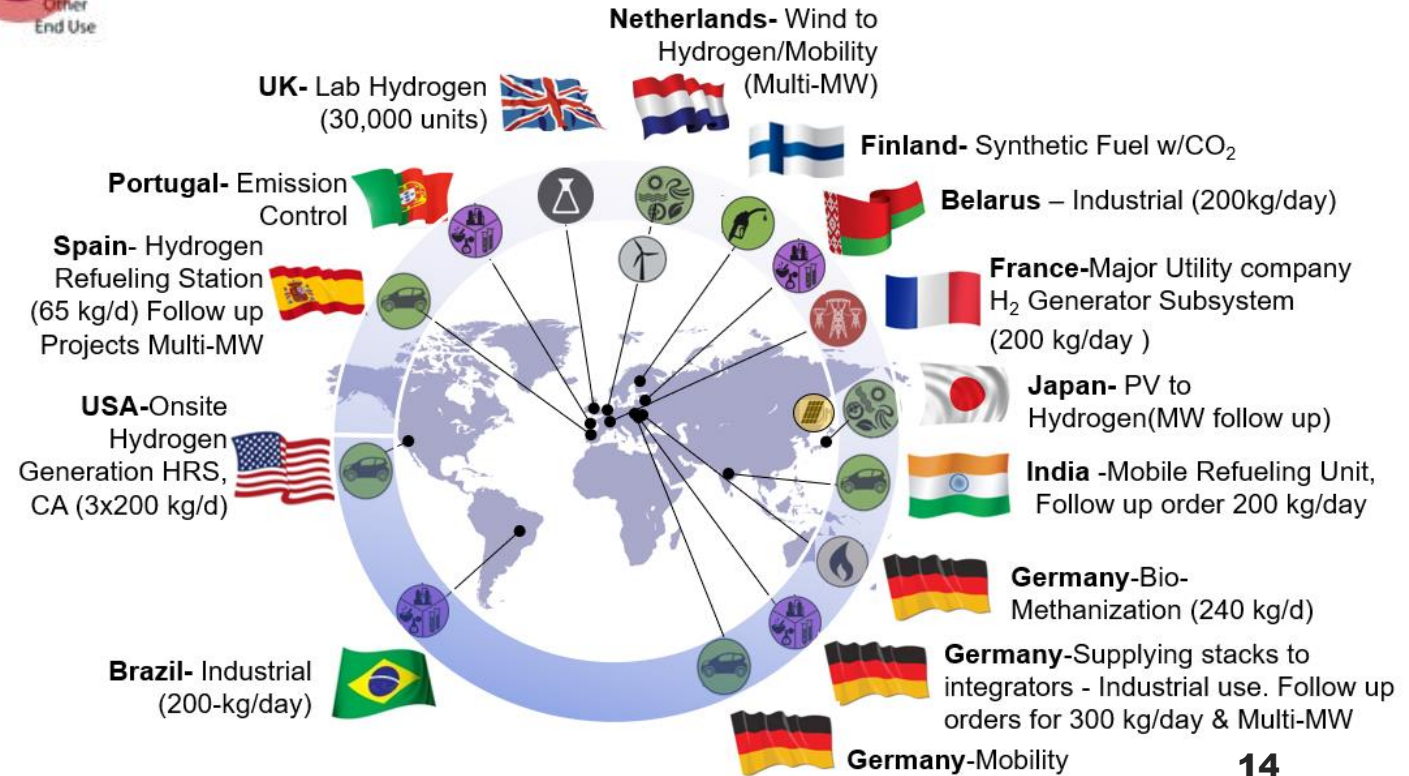 Other
End Use
Netherlands- Wind to
Hydrogen/Mobility
(Multi-MW)
UK- Lab Hydrogen
(30,000 units)
Finland- Synthetic Fuel w/CO₂
Portugal- Emission
Control
Belarus – Industrial (200kg/day)
Spain- Hydrogen
Refueling Station
(65 kg/d) Follow up
Projects Multi-MW
France-Major Utility company
H₂ Generator Subsystem
(200 kg/day )
Japan- PV to
Hydrogen(MW follow up)
USA-Onsite
Hydrogen
Generation HRS,
CA (3x200 kg/d)
India -Mobile Refueling Unit,
Follow up order 200 kg/day
Germany-Bio-
Methanization (240 kg/d)
Germany-Supplying stacks to
integrators - Industrial use. Follow up
orders for 300 kg/day & Multi-MW
Brazil- Industrial
(200-kg/day)
Germany-Mobility
14